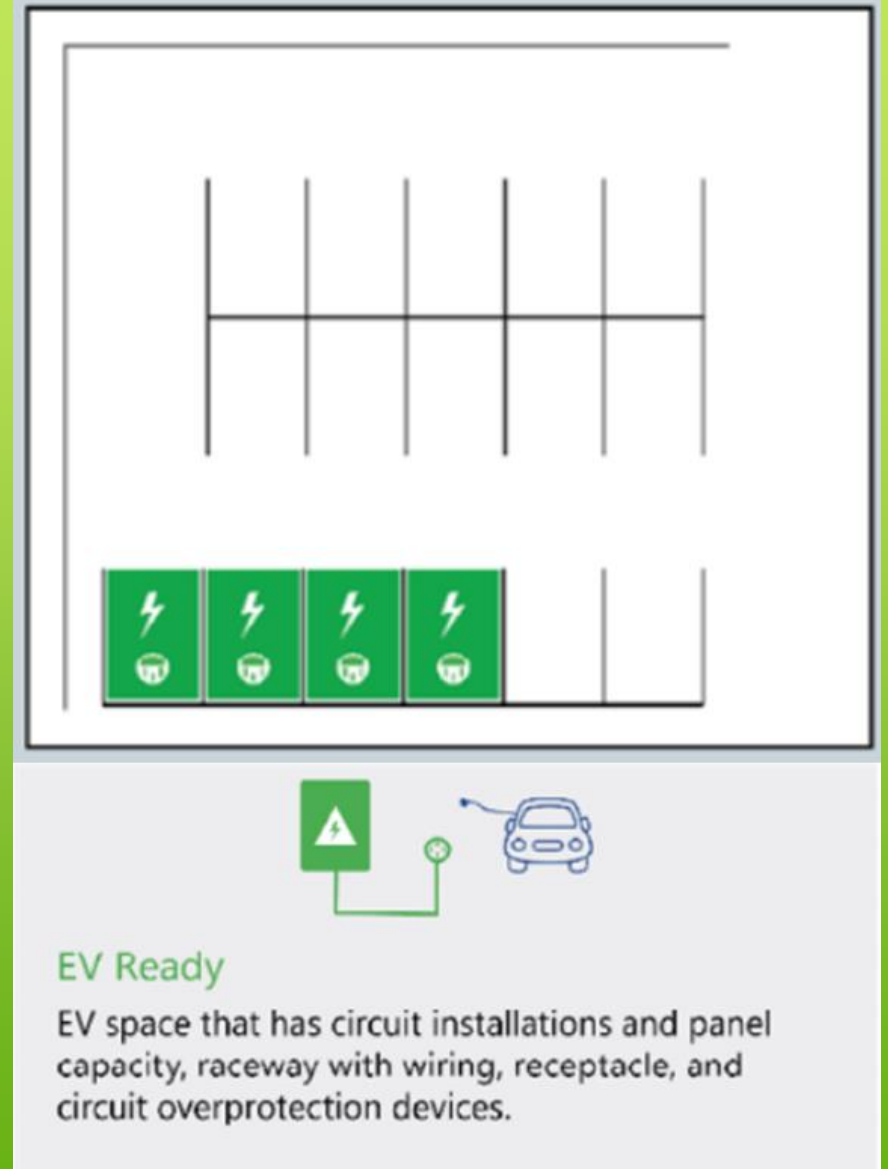 EV Ready
EV space that has circuit installations and panel
capacity, raceway with wiring, receptacle, and
circuit overprotection devices.